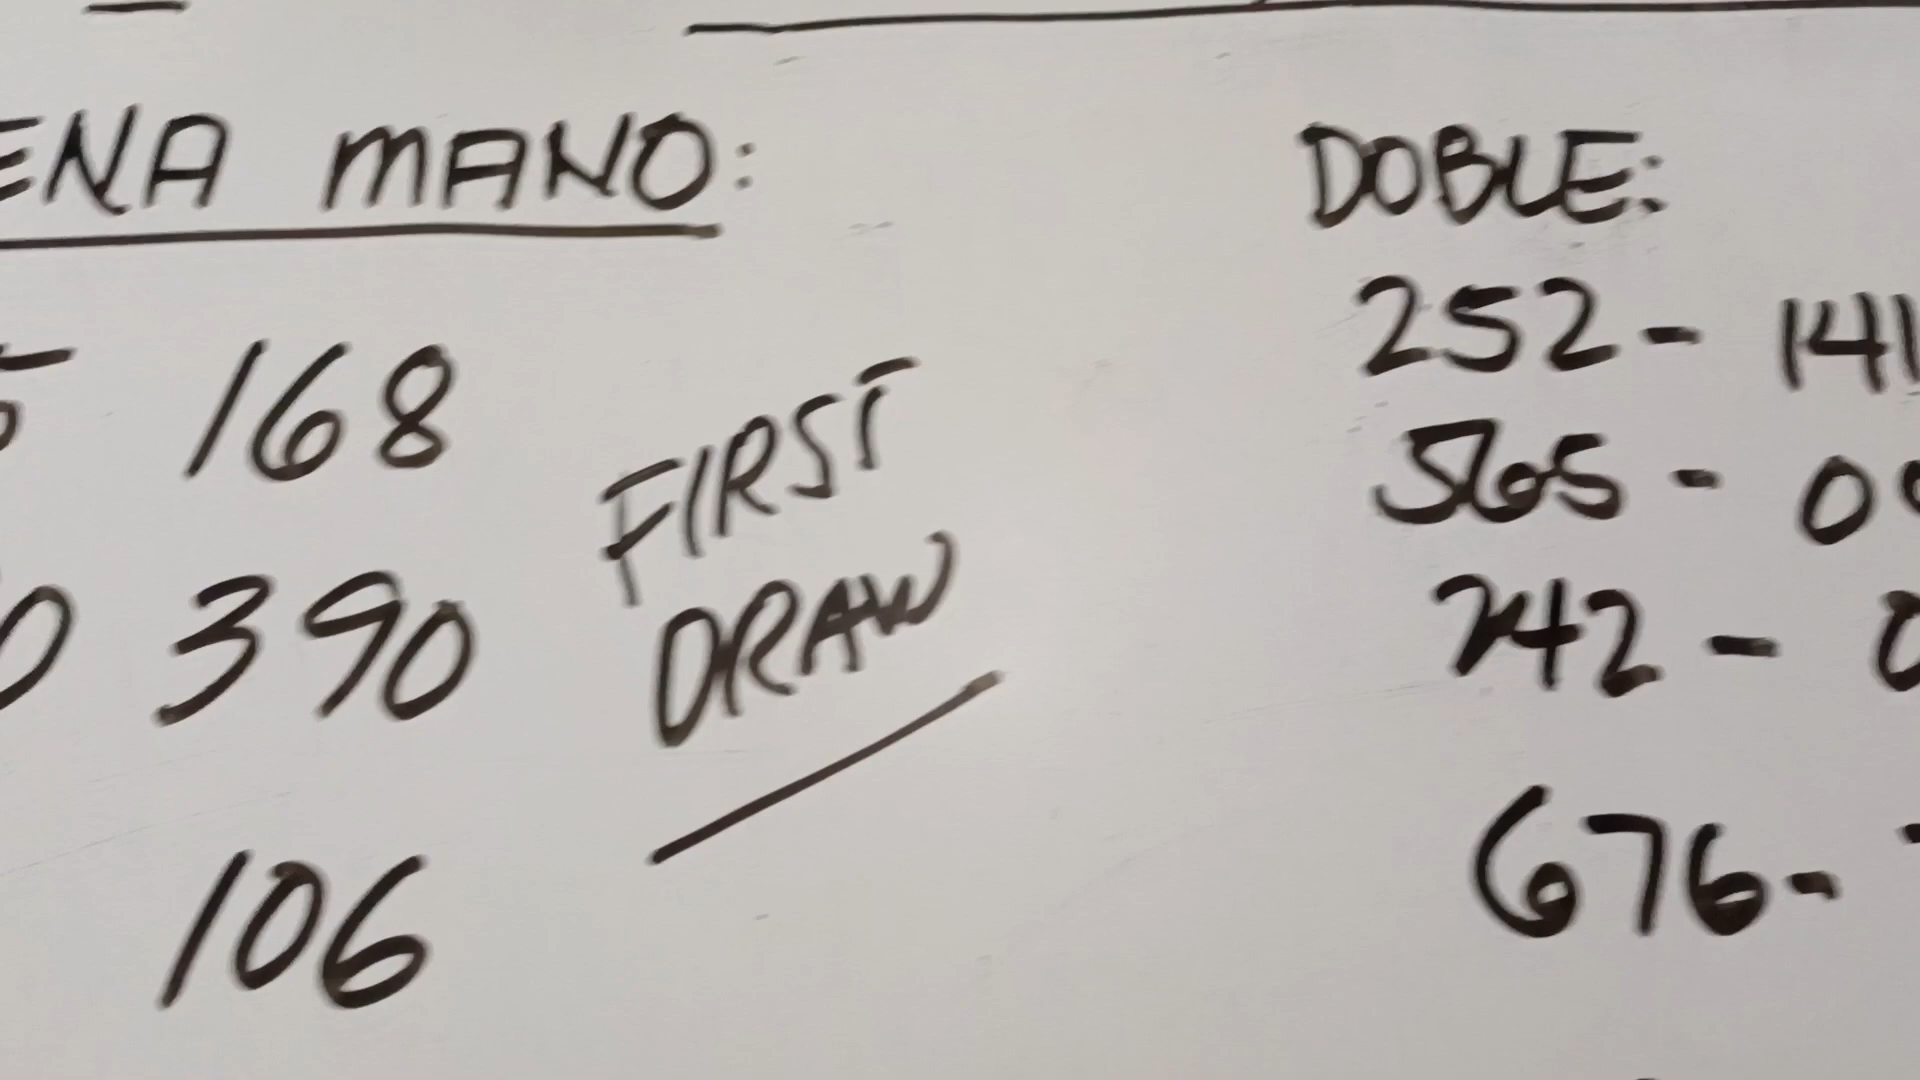 ENA MANO:
168
390
106
FIRST
DRAW
DOBLE:
252 - 141
565 - 0
242 - 0
676 -